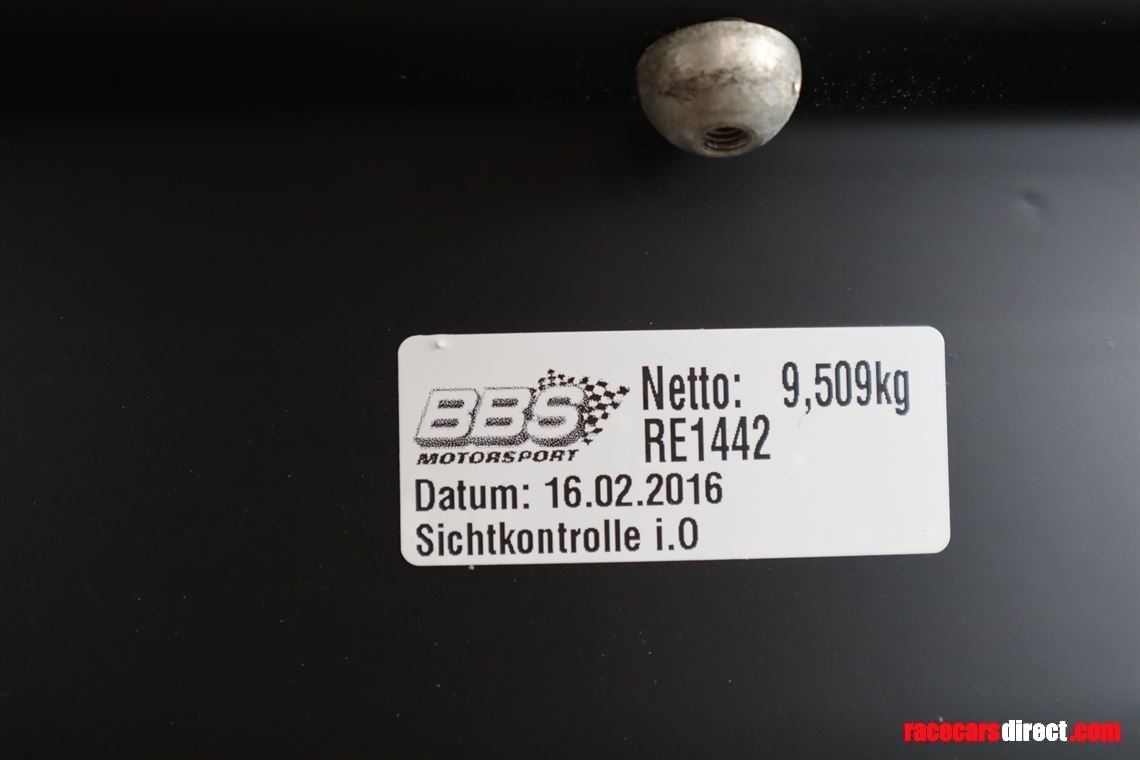 BBS
MOTORSPORT
Netto: 9,509kg
RE1442
Datum: 16.02.2016
Sichtkontrolle i.O
racecarsdirect.com